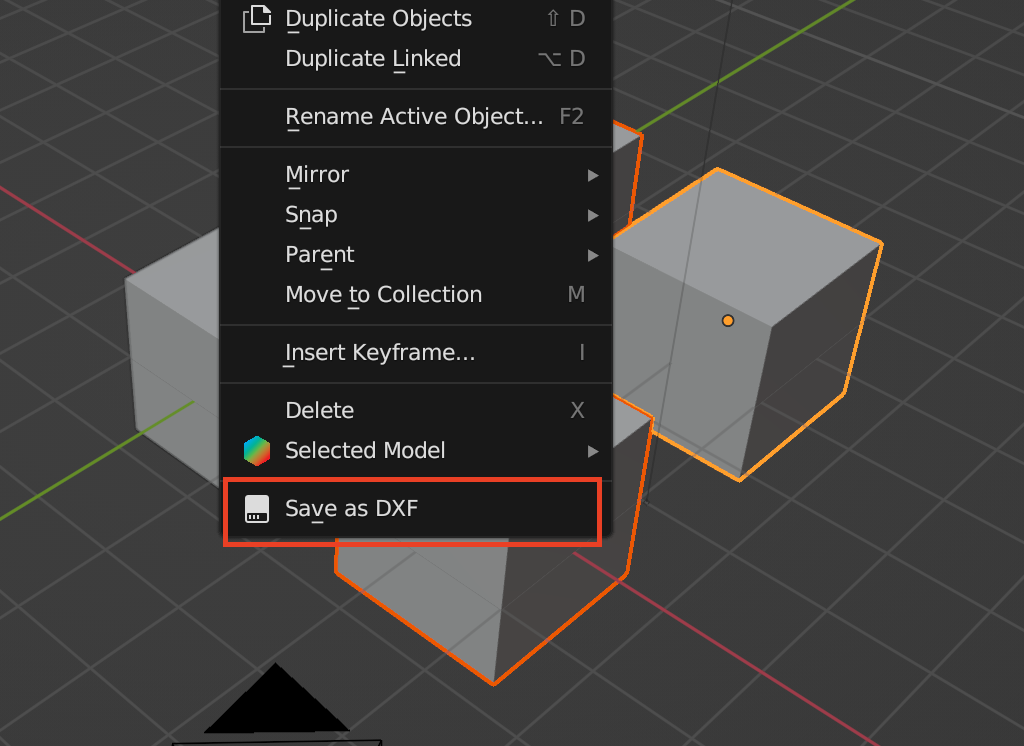 Duplicate Objects ⇧ D
Duplicate Linked ⌥ D
Rename Active Object... F2
Mirror
Snap
Parent
Move to Collection M
Insert Keyframe... I
Delete X
Selected Model
Save as DXF